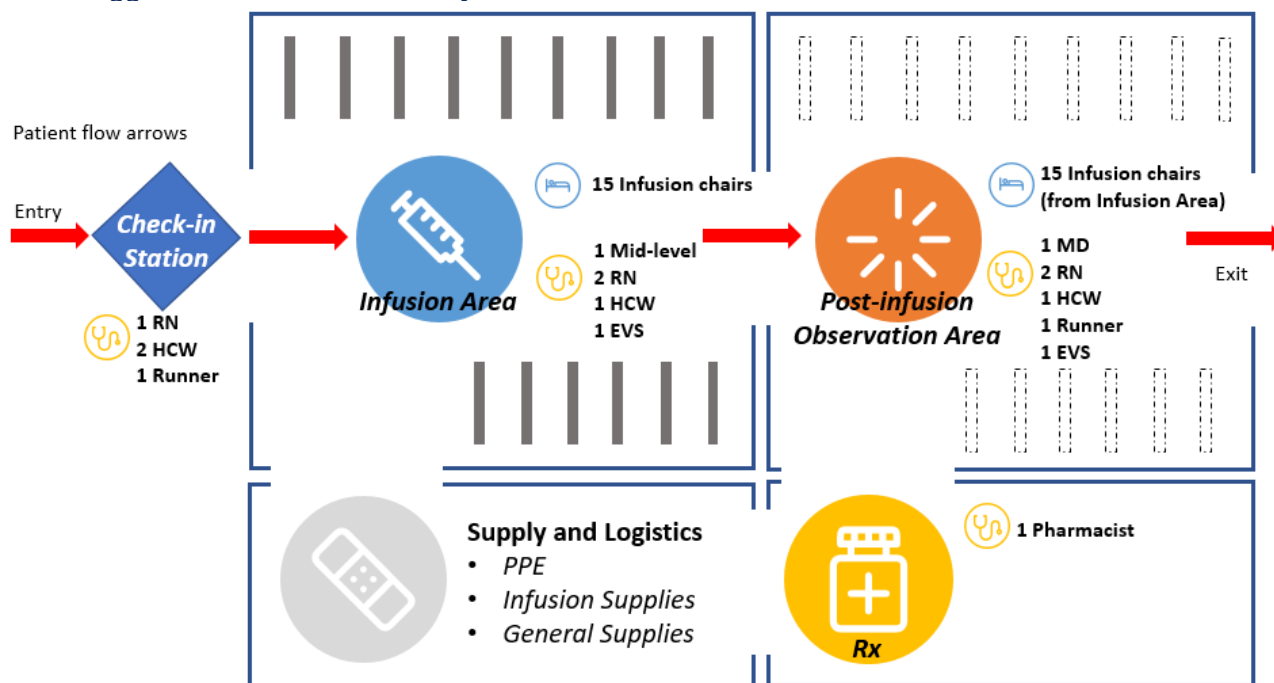 Patient flow arrows
Entry
Check-in
Station
1 RN
2 HCW
1 Runner
15 Infusion chairs
1 Mid-level
2 RN
1 HCW
1 EVS
Infusion Area
15 Infusion chairs
(from Infusion Area)
1 MD
2 RN
1 HCW
1 Runner
1 EVS
Post-infusion
Observation Area
Exit
Supply and Logistics
• PPE
• Infusion Supplies
• General Supplies
1 Pharmacist
Rx